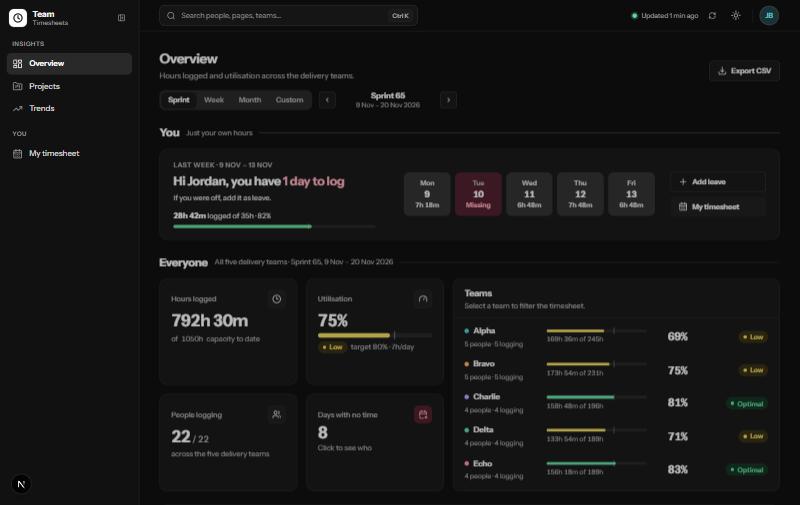 Team
Timesheets
INSIGHTS
Overview
Projects
Trends
YOU
My timesheet
N
Search people, pages, teams...
Ctrl K
Updated 1 min ago
JB
Overview
Hours logged and utilisation across the delivery teams.
Export CSV
Sprint Week Month Custom
Sprint 65
9 Nov – 20 Nov 2026
You Just your own hours
LAST WEEK · 9 NOV – 13 NOV
Hi Jordan, you have 1 day to log
If you were off, add it as leave.
28h 42m logged of 35h · 82%
Mon
9
7h 18m
Tue
10
Missing
Wed
11
6h 48m
Thu
12
7h 48m
Fri
13
6h 48m
Add leave
My timesheet
Everyone All five delivery teams · Sprint 65, 9 Nov – 20 Nov 2026
Hours logged
792h 30m
of 1050h capacity to date
Utilisation
75%
Low target 80% · 7h/day
People logging
22 / 22
across the five delivery teams
Days with no time
8
Click to see who
Teams
Select a team to filter the timesheet.
Alpha
5 people · 5 logging
169h 36m of 245h
69%
Low
Bravo
5 people · 5 logging
173h 54m of 231h
75%
Low
Charlie
4 people · 4 logging
158h 48m of 196h
81%
Optimal
Delta
4 people · 4 logging
133h 54m of 189h
71%
Low
Echo
4 people · 4 logging
156h 18m of 189h
83%
Optimal